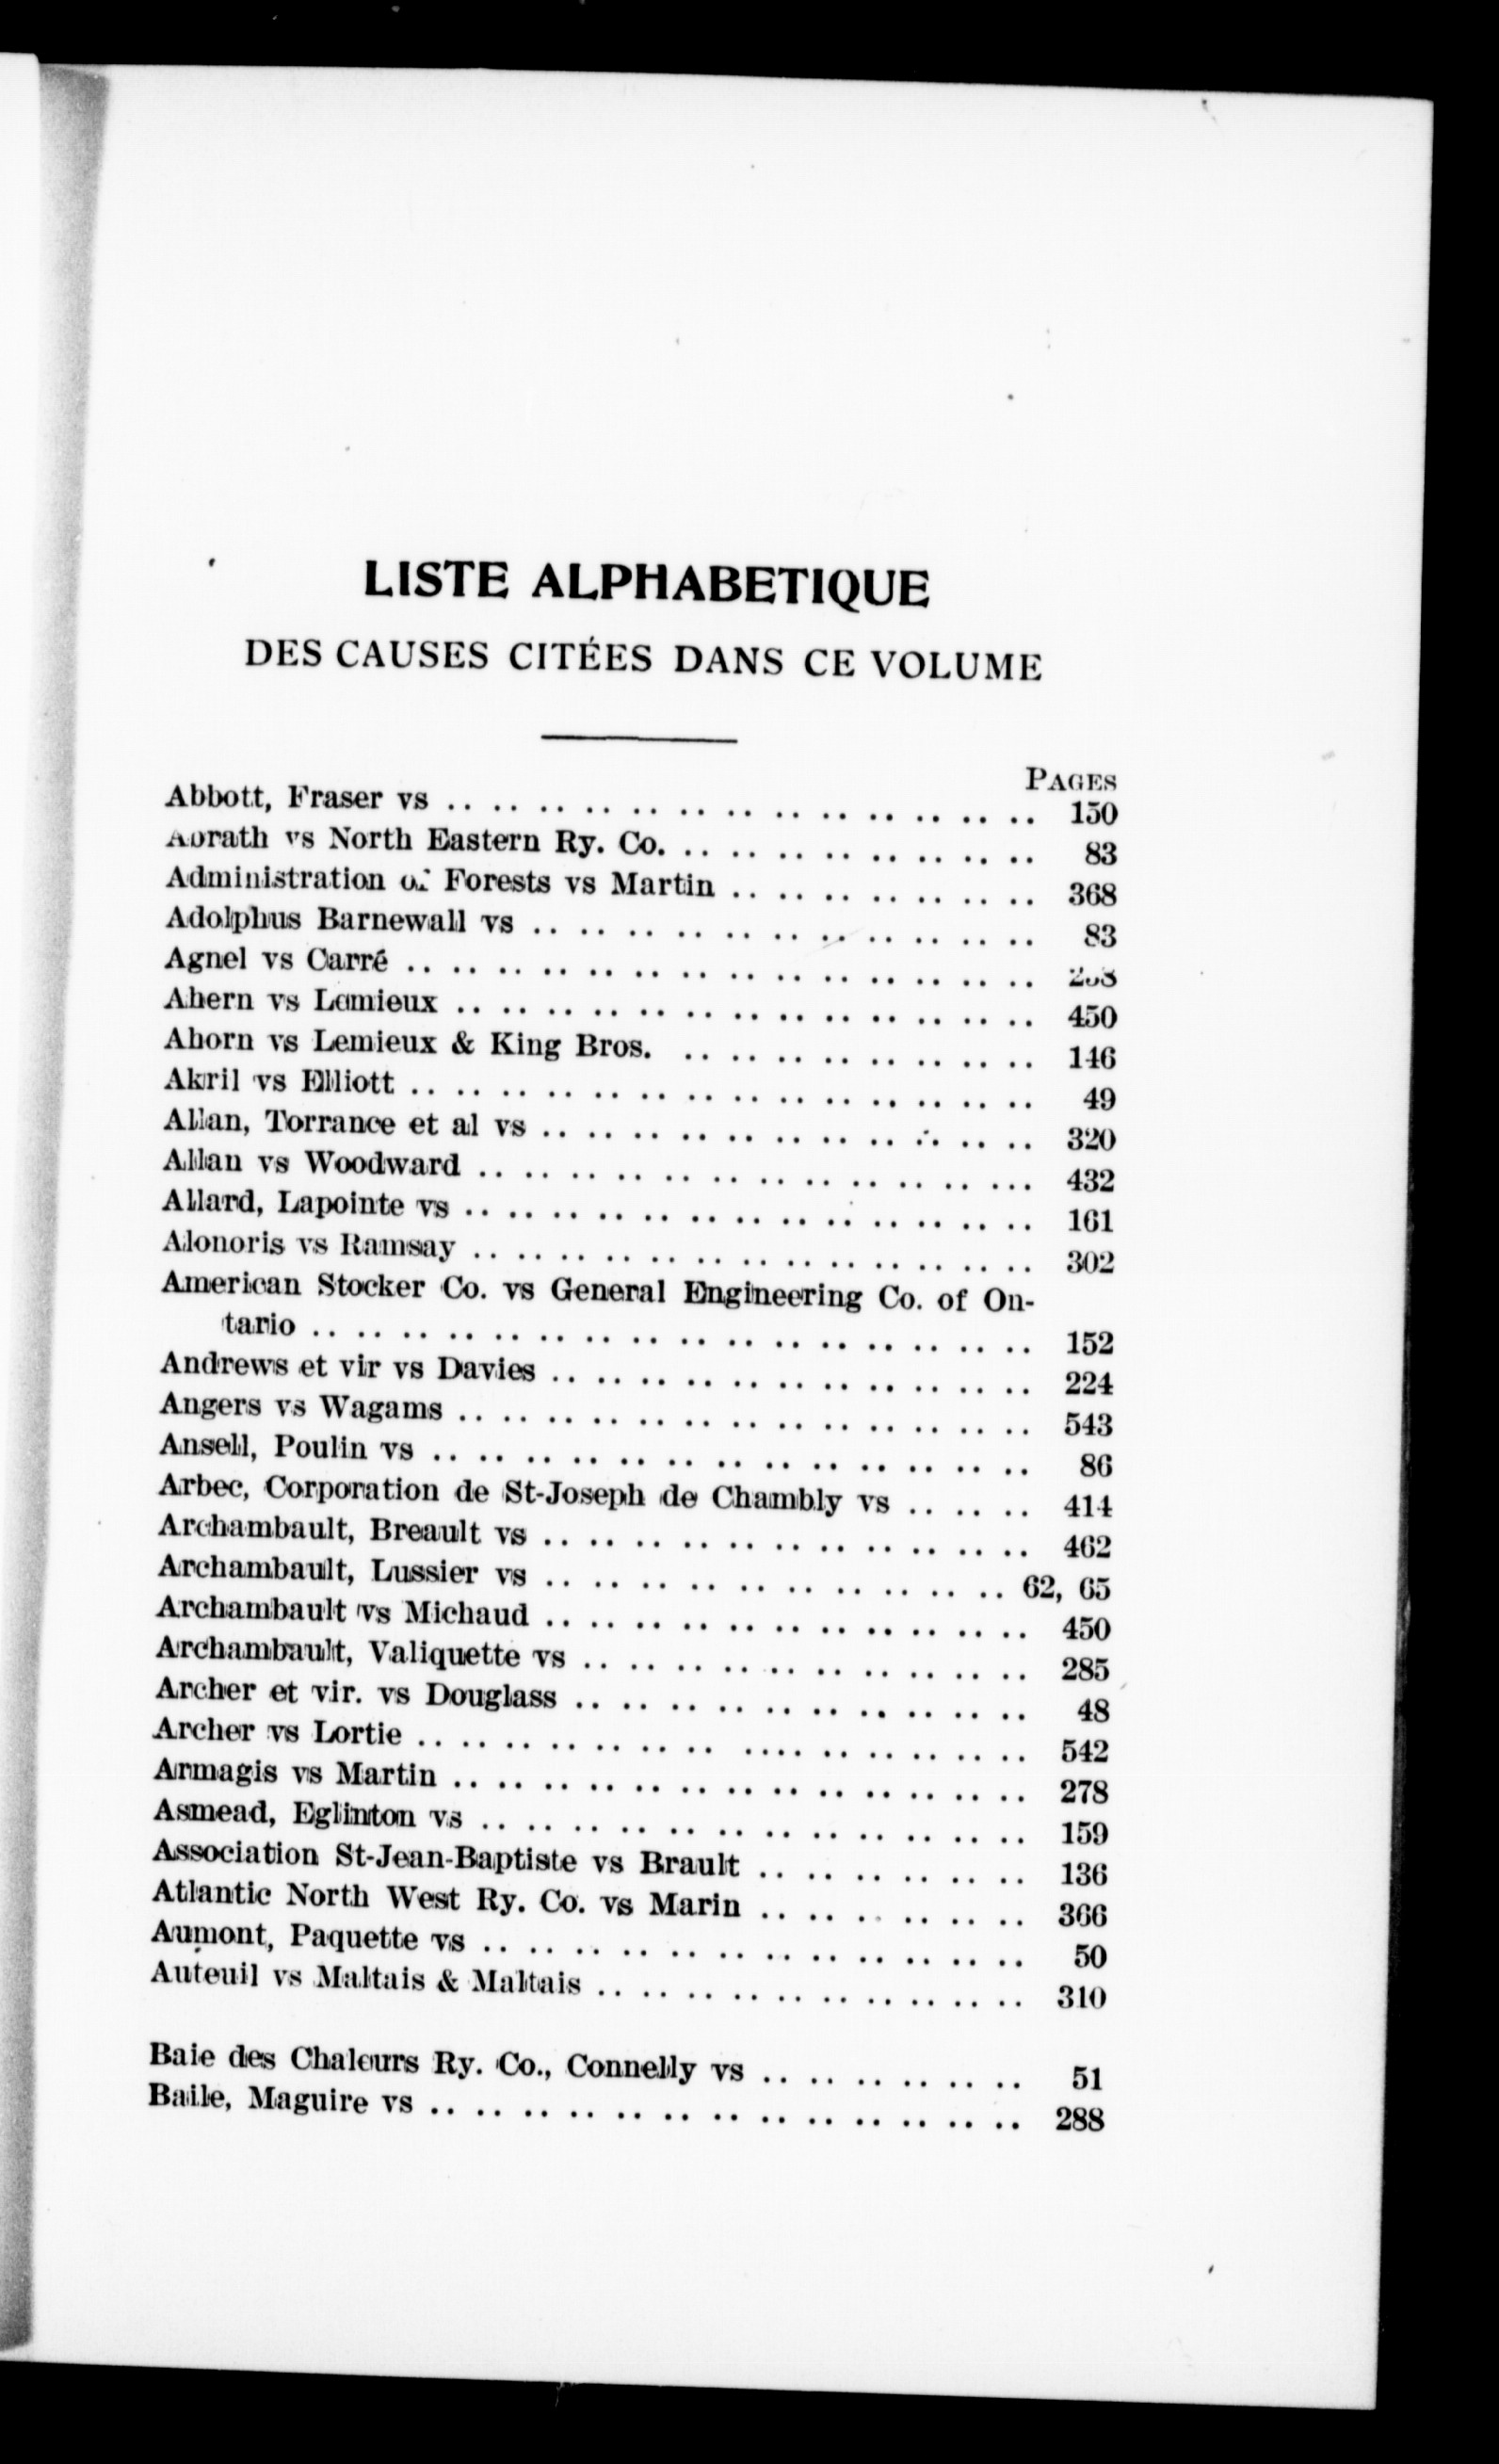 LISTE ALPHABETIQUE
DES CAUSES CITÉES DANS CE VOLUME
PAGES
Abbott, Fraser vs .. .. .. .. .. .. .. .. .. .. .. .. .. 150
Abrath vs North Eastern Ry. Co. .. .. .. .. .. .. .. .. 83
Administration of Forests vs Martin .. .. .. .. .. .. .. 368
Adolphus Barnewall vs .. .. .. .. .. .. .. .. .. .. .. 83
Agnel vs Carré .. .. .. .. .. .. .. .. .. .. .. .. .. ..
Ahern vs Lemieux .. .. .. .. .. .. .. .. .. .. .. .. .. 450
Ahorn vs Lemieux & King Bros. .. .. .. .. .. .. .. .. 146
Akril vs Elliott .. .. .. .. .. .. .. .. .. .. .. .. .. .. 49
Allan, Torrance et al vs .. .. .. .. .. .. .. .. .. .. .. 320
Allan vs Woodward .. .. .. .. .. .. .. .. .. .. .. ... 432
Allard, Lapointe vs .. .. .. .. .. .. .. .. .. .. .. .. .. 161
Alonoris vs Ramsay .. .. .. .. .. .. .. .. .. .. .. .. .. 302
American Stocker Co. vs General Engineering Co. of On-
tario .. .. .. .. .. .. .. .. .. .. .. .. .. .. .. .. 152
Andrews et vir vs Davies .. .. .. .. .. .. .. .. .. .. .. 224
Angers vs Wagams .. .. .. .. .. .. .. .. .. .. .. .. .. 543
Ansell, Poulin vs .. .. .. .. .. .. .. .. .. .. .. .. .. 86
Arbec, Corporation de St-Joseph de Chambly vs .. .. .. 414
Archambault, Breault vs .. .. .. .. .. .. .. .. .. .. .. 462
Archambault, Lussier vs .. .. .. .. .. .. .. .. .. .. 62, 65
Archambault vs Michaud .. .. .. .. .. .. .. .. .. .. .. 450
Archambault, Valiquette vs .. .. .. .. .. .. .. .. .. .. 285
Archer et vir. vs Douglass .. .. .. .. .. .. .. .. .. .. 48
Archer vs Lortie .. .. .. .. .. .. .. .... .. .. .. .. .. 542
Armagis vs Martin .. .. .. .. .. .. .. .. .. .. .. .. .. 278
Asmead, Eglinton vs .. .. .. .. .. .. .. .. .. .. .. .. 159
Association St-Jean-Baptiste vs Brault .. .. .. .. .. .. 136
Atlantic North West Ry. Co. vs Marin .. .. .. .. .. .. 366
Aumont, Paquette vs .. .. .. .. .. .. .. .. .. .. .. .. 50
Auteuil vs Maltais & Maltais .. .. .. .. .. .. .. .. .. .. 310
Baie des Chaleurs Ry. Co., Connelly vs .. .. .. .. .. .. 51
Baile, Maguire vs .. .. .. .. .. .. .. .. .. .. .. .. .. 288